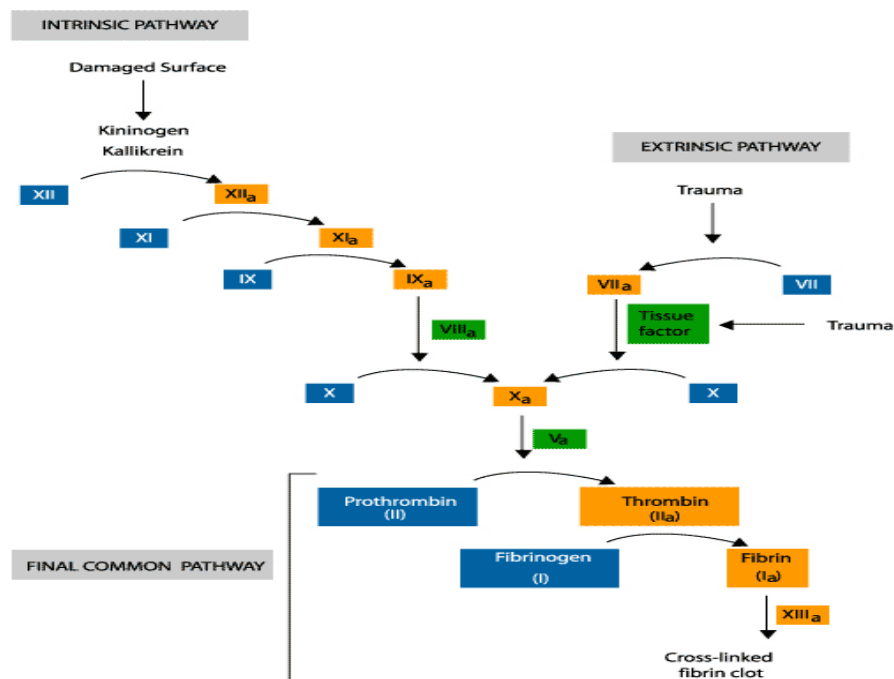 INTRINSIC PATHWAY
Damaged Surface
Kininogen
Kallikrein
EXTRINSIC PATHWAY
Trauma
XII
XIIa
XI
XIa
IX
IXa
VIIa
VII
VIIIa
Tissue
factor
Trauma
X
Xa
X
Va
Prothrombin
(II)
Thrombin
(IIa)
FINAL COMMON PATHWAY
Fibrinogen
(I)
Fibrin
(Ia)
XIIIa
Cross-linked
fibrin clot